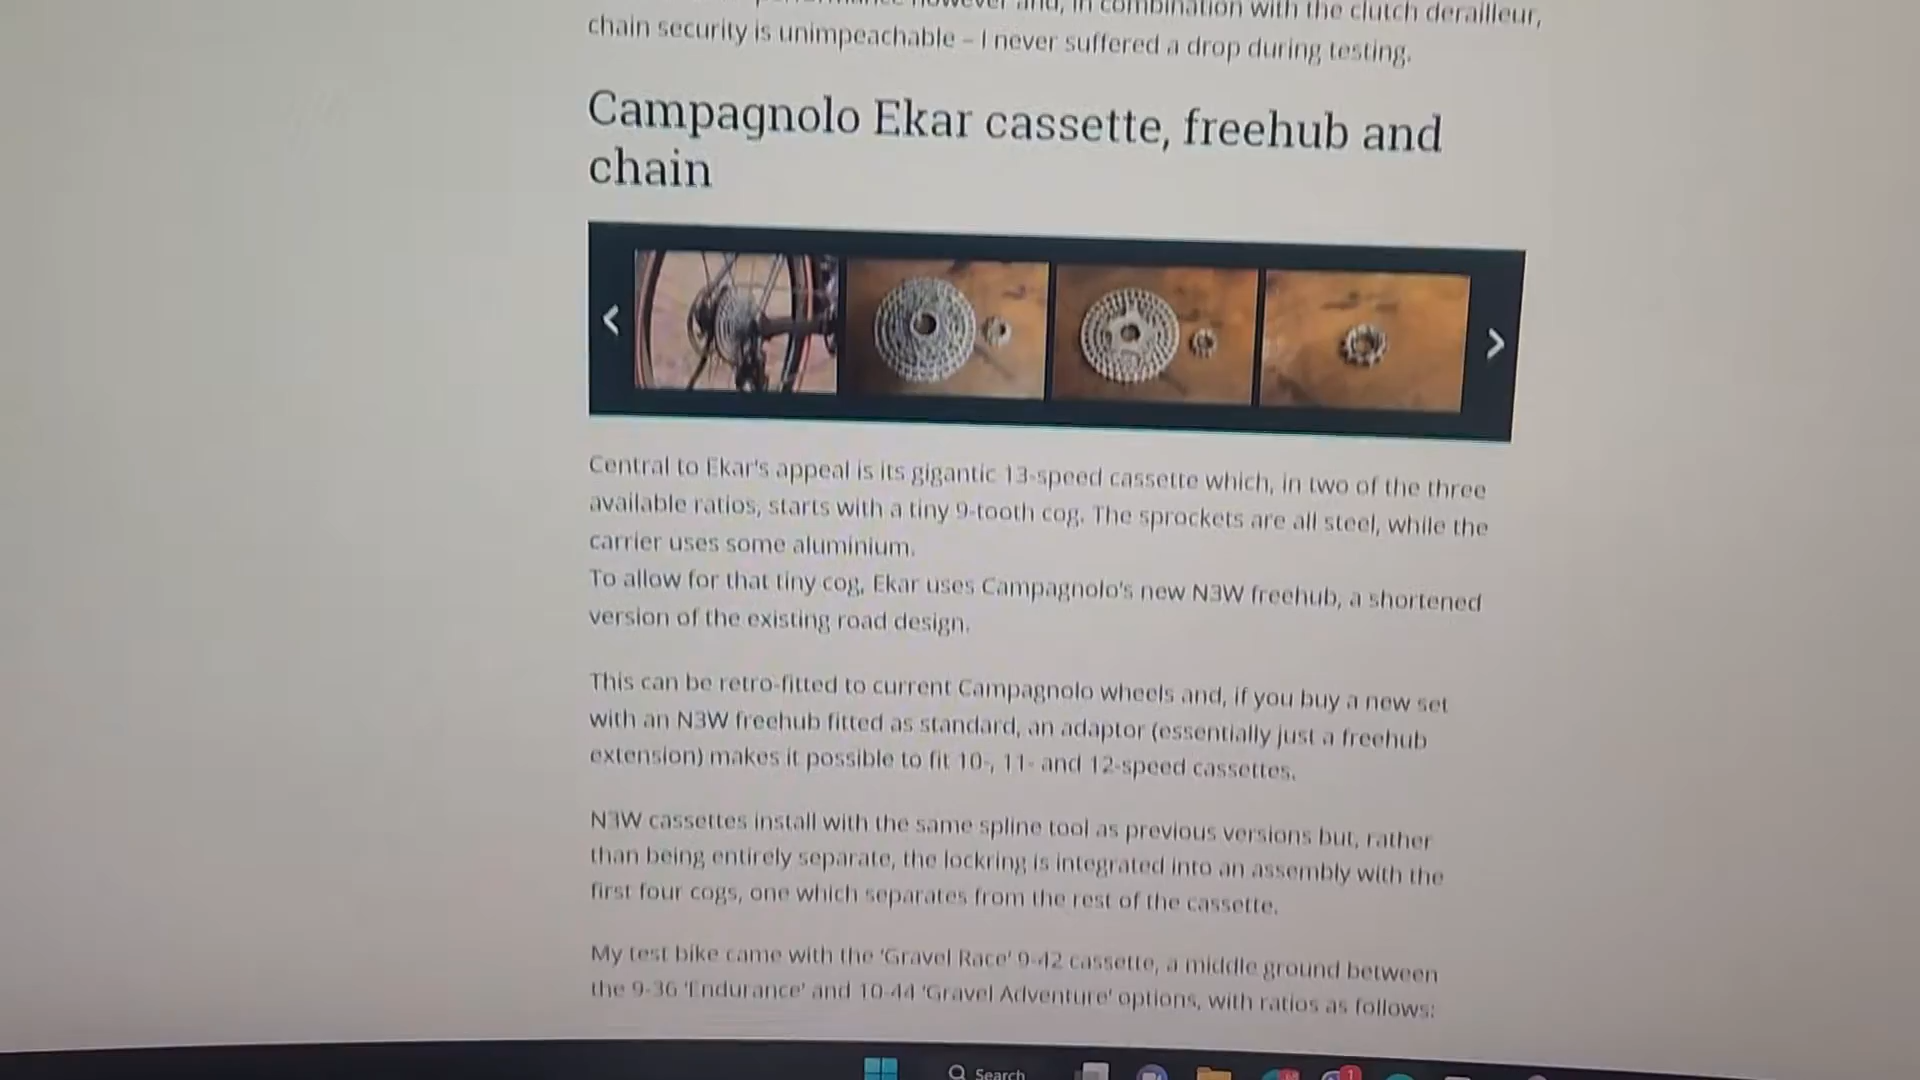 however and, in combination with the clutch derailleur,
chain security is unimpeachable – I never suffered a drop during testing.
Campagnolo Ekar cassette, freehub and
chain
Central to Ekar's appeal is its gigantic 13-speed cassette which, in two of the three
available ratios, starts with a tiny 9-tooth cog. The sprockets are all steel, while the
carrier uses some aluminium.
To allow for that tiny cog, Ekar uses Campagnolo's new N3W freehub, a shortened
version of the existing road design.
This can be retro-fitted to current Campagnolo wheels and, if you buy a new set
with an N3W freehub fitted as standard, an adaptor (essentially just a freehub
extension) makes it possible to fit 10-, 11- and 12-speed cassettes.
N3W cassettes install with the same spline tool as previous versions but, rather
than being entirely separate, the lockring is integrated into an assembly with the
first four cogs, one which separates from the rest of the cassette.
My test bike came with the 'Gravel Race' 9-42 cassette, a middle ground between
the 9-36 'Endurance' and 10-44 'Gravel Adventure' options, with ratios as follows:
Search
1